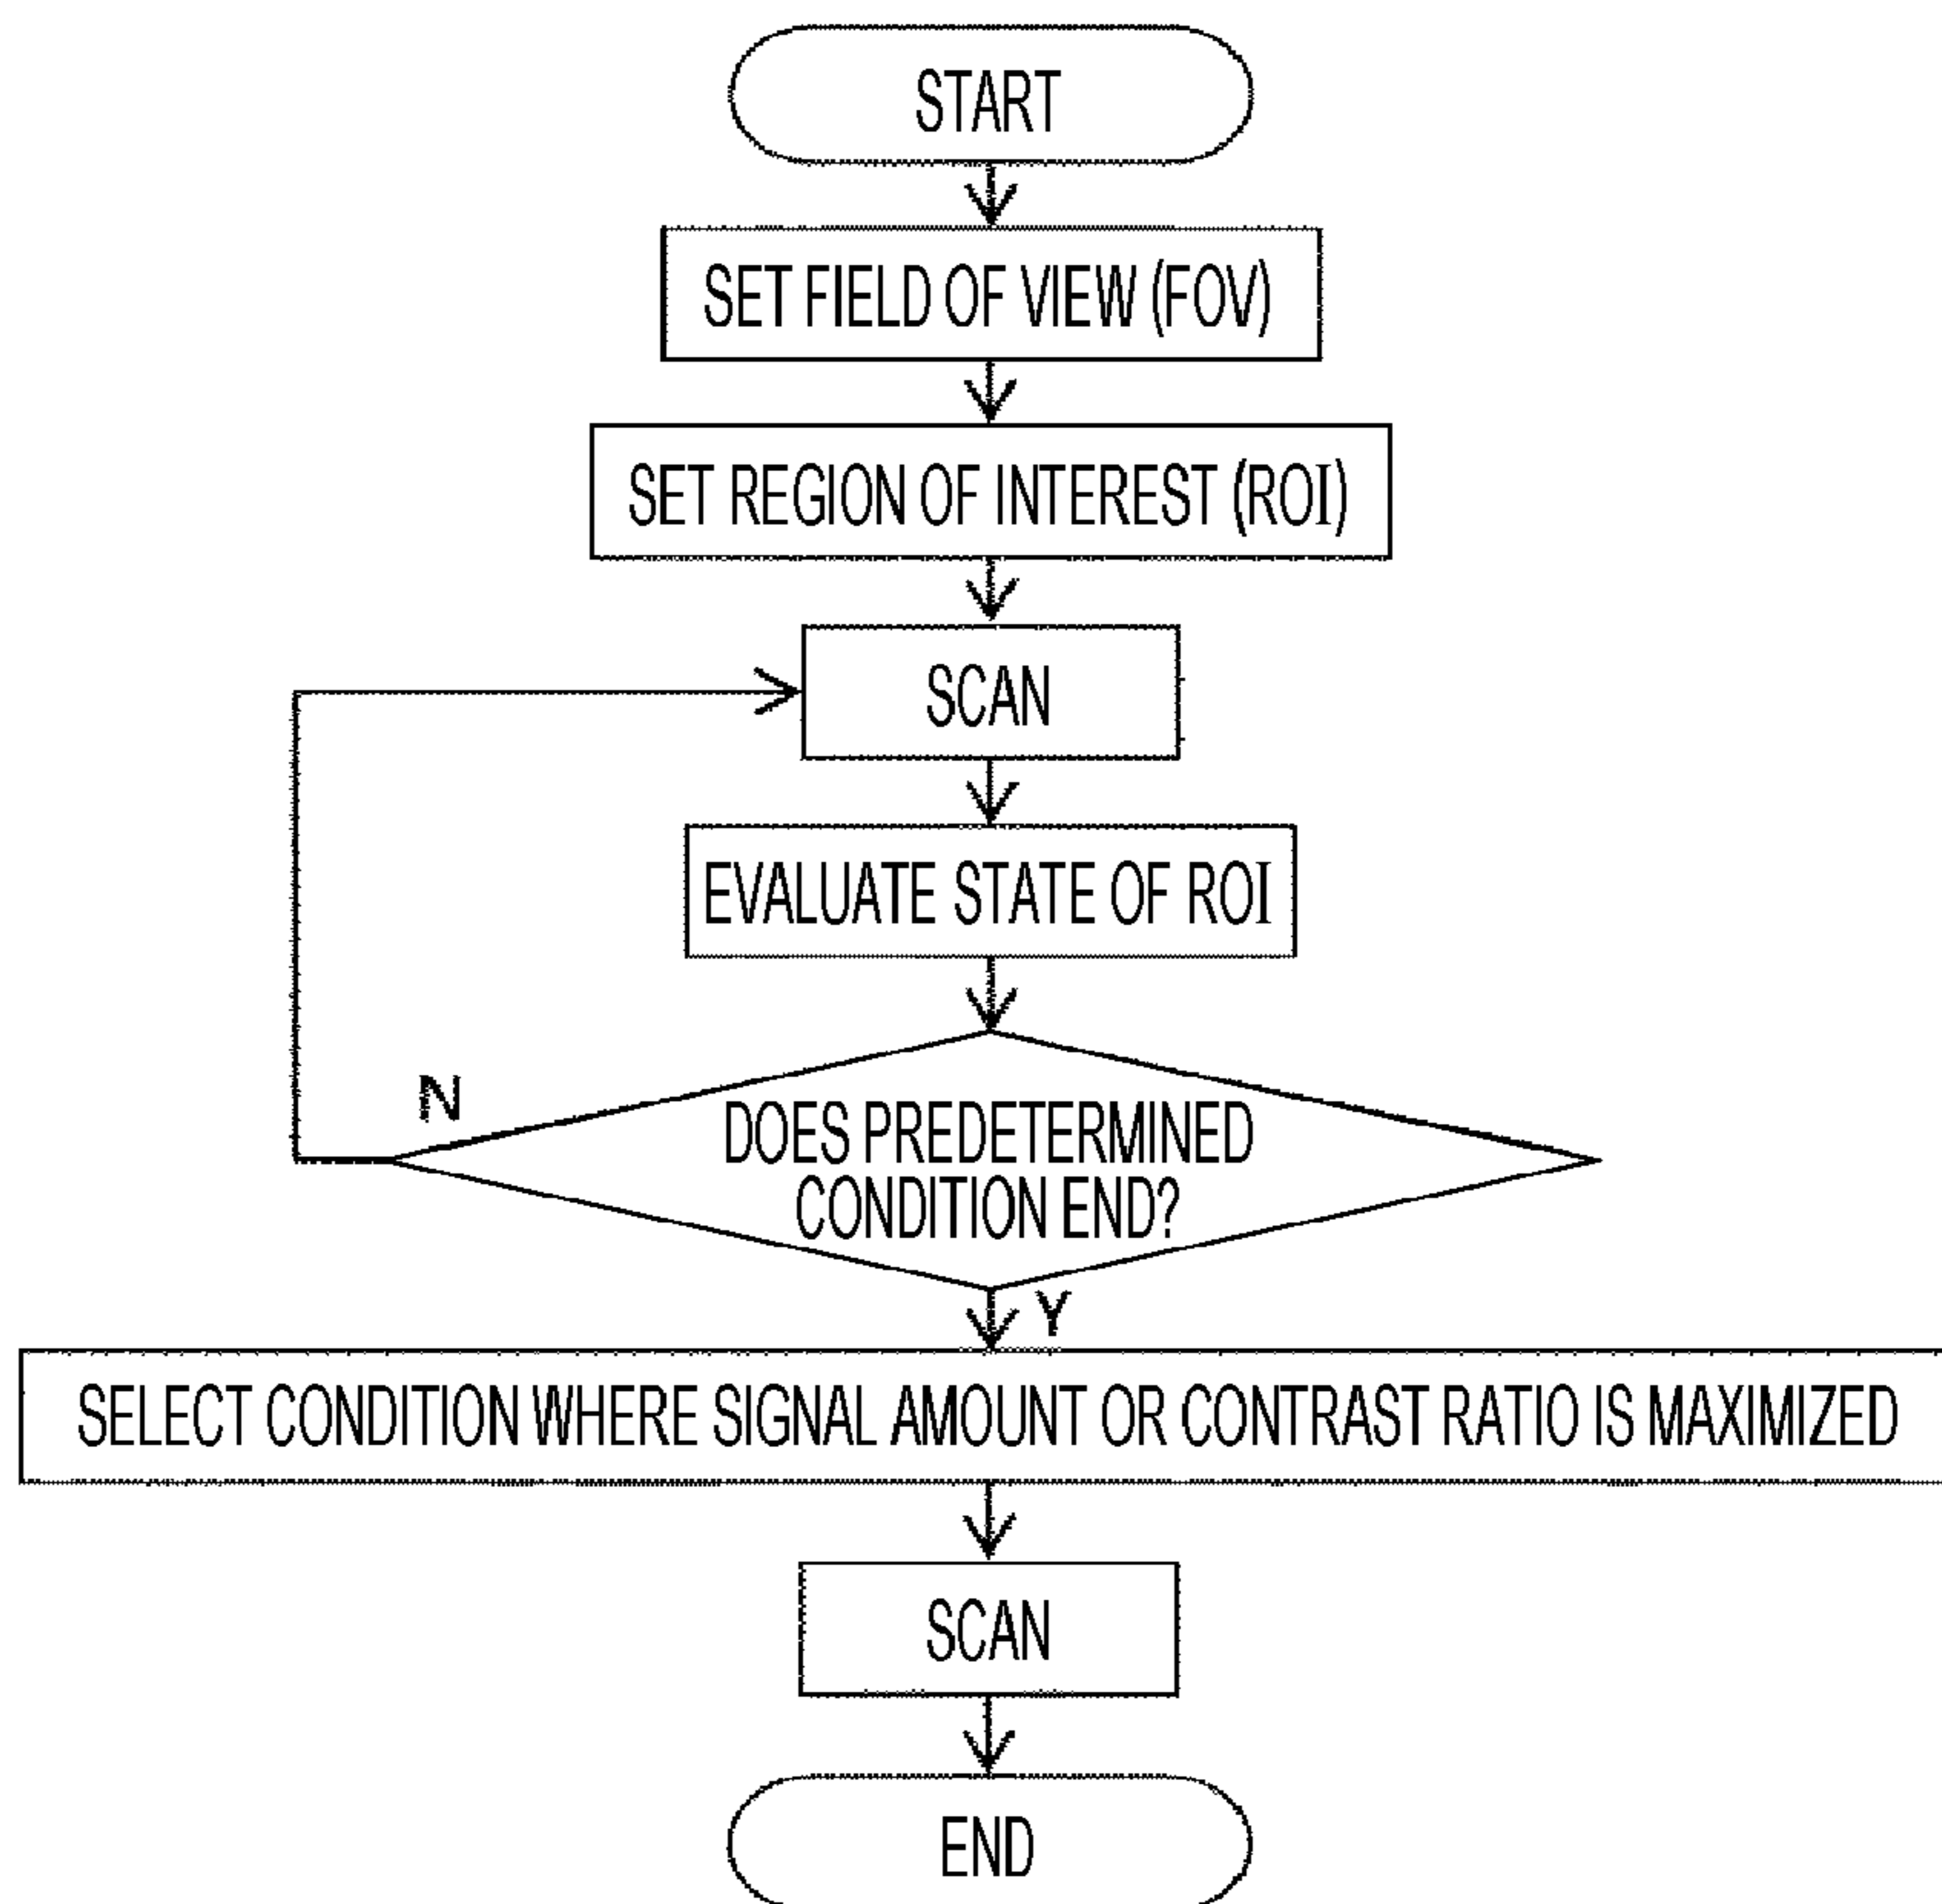 START
SET FIELD OF VIEW (FOV)
SET REGION OF INTEREST (ROI)
SCAN
EVALUATE STATE OF ROI
N
DOES PREDETERMINED
CONDITION END?
Y
SELECT CONDITION WHERE SIGNAL AMOUNT OR CONTRAST RATIO IS MAXIMIZED
SCAN
END